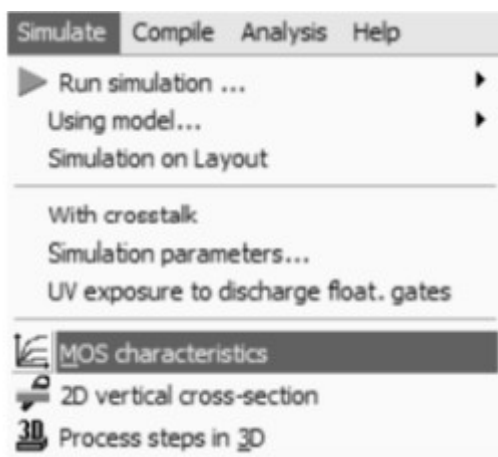 Simulate Compile Analysis Help
Run simulation ...
Using model...
Simulation on Layout
With crosstalk
Simulation parameters...
UV exposure to discharge float. gates
MOS characteristics
2D vertical cross-section
3D Process steps in 3D